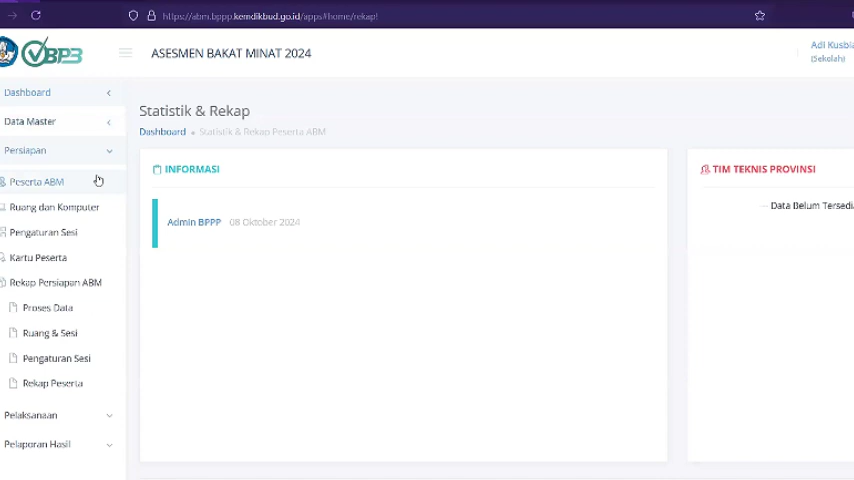 https://abm.bppp.kemdikbud.go.id/apps#home/rekap!
BP3
ASESMEN BAKAT MINAT 2024
Adi Kusbia
(Sekolah)
Dashboard
Data Master
Persiapan
Peserta ABM
Ruang dan Komputer
Pengaturan Sesi
Kartu Peserta
Rekap Persiapan ABM
Proses Data
Ruang & Sesi
Pengaturan Sesi
Rekap Peserta
Pelaksanaan
Pelaporan Hasil
Statistik & Rekap
Dashboard Statistik & Rekap Peserta ABM
INFORMASI
Admin BPPP 08 Oktober 2024
TIM TEKNIS PROVINSI
Data Belum Tersedia